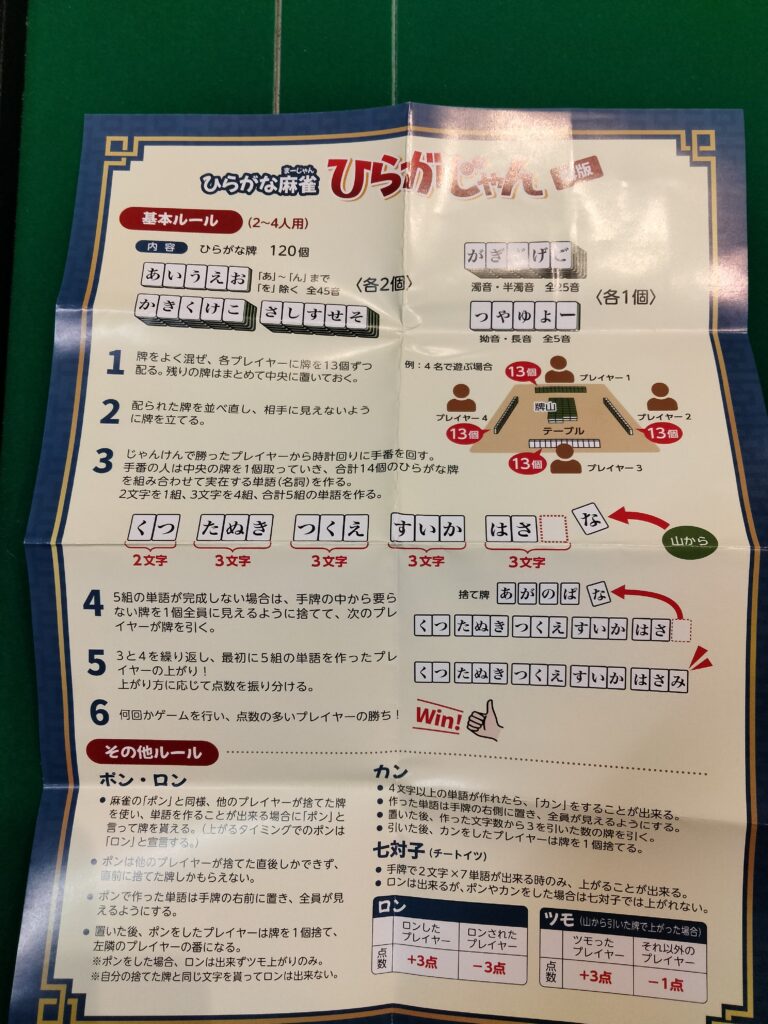 ひらがな麻雀 ひらがじゃん 版
まーじゃん
基本ルール (2~4人用)
内容 ひらがな牌 120個
あいうえお
「あ」~「ん」まで
「を」除く 全45音
〈各2個〉
かきくけこ さしすせそ
がぎぐげご
濁音・半濁音 全25音
〈各1個〉
つやゆよー
拗音・長音 全5音
1 牌をよく混ぜ、各プレイヤーに牌を13個ずつ
配る。残りの牌はまとめて中央に置いておく。
2 配られた牌を並べ直し、相手に見えないよう
に牌を立てる。
3 じゃんけんで勝ったプレイヤーから時計回りに手番を回す。
手番の人は中央の牌を1個取っていき、合計14個のひらがな牌
を組み合わせて実在する単語(名詞)を作る。
2文字を1組、3文字を4組、合計5組の単語を作る。
例:4名で遊ぶ場合
13個 プレイヤー1
プレイヤー4 13個
牌山
テーブル
プレイヤー2 13個
13個 プレイヤー3
くつ たぬき つくえ すいか はさ な
2文字 3文字 3文字 3文字 3文字
山から
4 5組の単語が完成しない場合は、手牌の中から要ら
ない牌を1個全員に見えるように捨てて、次のプレ
イヤーが牌を引く。
捨て牌 あがのばな
くつたぬきつくえすいかはさ
5 3と4を繰り返し、最初に5組の単語を作ったプレ
イヤーの上がり!
上がり方に応じて点数を振り分ける。
くつたぬきつくえすいかはさみ
6 何回かゲームを行い、点数の多いプレイヤーの勝ち!
Win!
その他ルール
ポン・ロン
● 麻雀の「ポン」と同様、他のプレイヤーが捨てた牌
を使い、単語を作ることが出来る場合に「ポン」と
言って牌を貰える。(上がるタイミングでのポンは
「ロン」と宣言する。)
● ポンは他のプレイヤーが捨てた直後しかできず、
直前に捨てた牌しかもらえない。
● ポンで作った単語は手牌の右前に置き、全員が見
えるようにする。
● 置いた後、ポンをしたプレイヤーは牌を1個捨て、
左隣のプレイヤーの番になる。
※ポンをした場合、ロンは出来ずツモ上がりのみ。
※自分の捨てた牌と同じ文字を貰ってロンは出来ない。
カン
● 4文字以上の単語が作れたら、「カン」をすることが出来る。
● 作った単語は手牌の右側に置き、全員が見えるようにする。
● 置いた後、作った文字数から3を引いた数の牌を引く。
● 引いた後、カンをしたプレイヤーは牌を1個捨てる。
七対子(チートイツ)
● 手牌で2文字×7単語が出来る時のみ、上がることが出来る。
● ロンは出来るが、ポンやカンをした場合は七対子では上がれない。
ロン
ロンした
プレイヤー
ロンされた
プレイヤー
点数 +3点 -3点
ツモ (山から引いた牌で上がった場合)
ツモった
プレイヤー
それ以外の
プレイヤー
点数 +3点 -1点